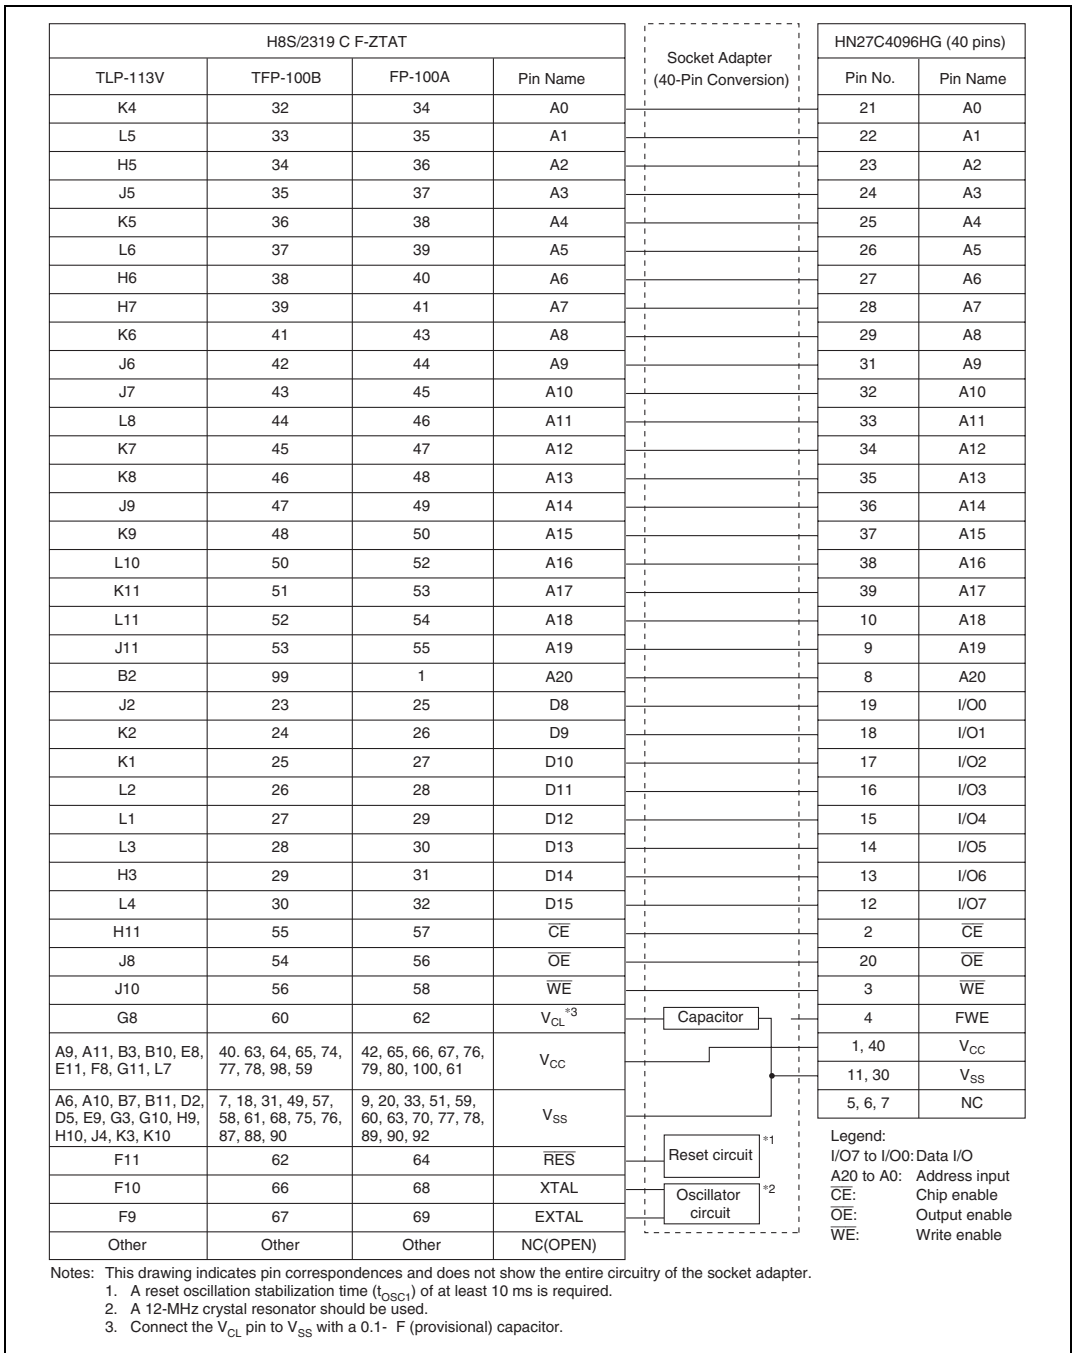 H8S/2319 C F-ZTAT
Socket Adapter
(40-Pin Conversion)
HN27C4096HG (40 pins)
TLP-113V TFP-100B FP-100A Pin Name Pin No. Pin Name
K4 32 34 A0 21 A0
L5 33 35 A1 22 A1
H5 34 36 A2 23 A2
J5 35 37 A3 24 A3
K5 36 38 A4 25 A4
L6 37 39 A5 26 A5
H6 38 40 A6 27 A6
H7 39 41 A7 28 A7
K6 41 43 A8 29 A8
J6 42 44 A9 31 A9
J7 43 45 A10 32 A10
L8 44 46 A11 33 A11
K7 45 47 A12 34 A12
K8 46 48 A13 35 A13
J9 47 49 A14 36 A14
K9 48 50 A15 37 A15
L10 50 52 A16 38 A16
K11 51 53 A17 39 A17
L11 52 54 A18 10 A18
J11 53 55 A19 9 A19
B2 99 1 A20 8 A20
J2 23 25 D8 19 I/O0
K2 24 26 D9 18 I/O1
K1 25 27 D10 17 I/O2
L2 26 28 D11 16 I/O3
L1 27 29 D12 15 I/O4
L3 28 30 D13 14 I/O5
H3 29 31 D14 13 I/O6
L4 30 32 D15 12 I/O7
H11 55 57 C̅E̅ 2 C̅E̅
J8 54 56 O̅E̅ 20 O̅E̅
J10 56 58 W̅E̅ 3 W̅E̅
G8 60 62 VCL*3 Capacitor 4 FWE
A9, A11, B3, B10, E8, 40. 63, 64, 65, 74, 42, 65, 66, 67, 76, VCC 1, 40 VCC
E11, F8, G11, L7 77, 78, 98, 59 79, 80, 100, 61
11, 30 VSS
A6, A10, B7, B11, D2, 7, 18, 31, 49, 57, 9, 20, 33, 51, 59, VSS 5, 6, 7 NC
D5, E9, G3, G10, H9, 58, 61, 68, 75, 76, 60, 63, 70, 77, 78,
H10, J4, K3, K10 87, 88, 90 89, 90, 92
F11 62 64 R̅E̅S̅ Reset circuit *1
F10 66 68 XTAL Oscillator *2
F9 67 69 EXTAL circuit
Other Other Other NC(OPEN)
Legend:
I/O7 to I/O0: Data I/O
A20 to A0: Address input
C̅E̅: Chip enable
O̅E̅: Output enable
W̅E̅: Write enable
Notes: This drawing indicates pin correspondences and does not show the entire circuitry of the socket adapter.
1. A reset oscillation stabilization time (tOSC1) of at least 10 ms is required.
2. A 12-MHz crystal resonator should be used.
3. Connect the VCL pin to VSS with a 0.1- F (provisional) capacitor.